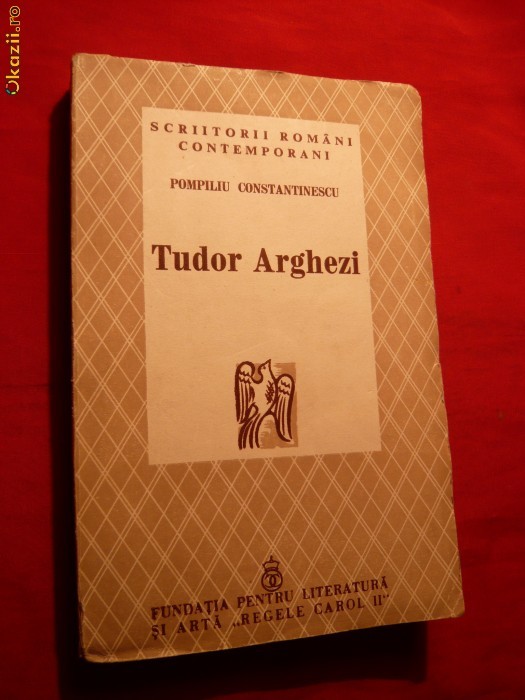 Okazii.ro
SCRIITORII ROMÂNI
CONTEMPORANI
POMPILIU CONSTANTINESCU
Tudor Arghezi
FUNDAȚIA PENTRU LITERATURĂ
ȘI ARTĂ „REGELE CAROL II"